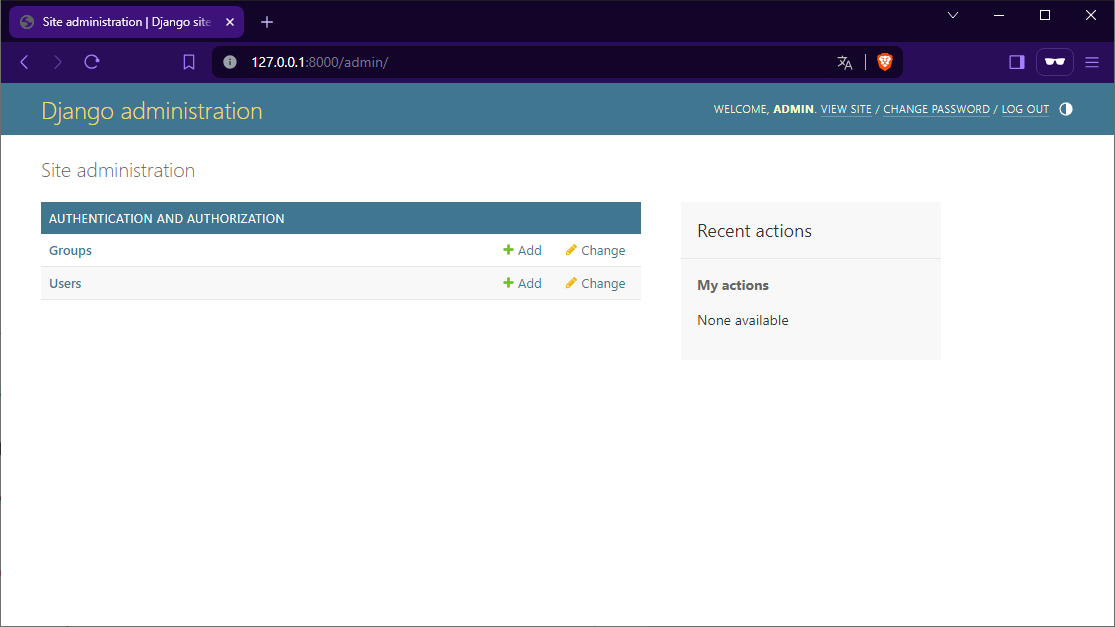 Site administration | Django site
127.0.0.1:8000/admin/
Django administration
WELCOME, ADMIN. VIEW SITE / CHANGE PASSWORD / LOG OUT
Site administration
AUTHENTICATION AND AUTHORIZATION
Groups Add Change
Users Add Change
Recent actions
My actions
None available